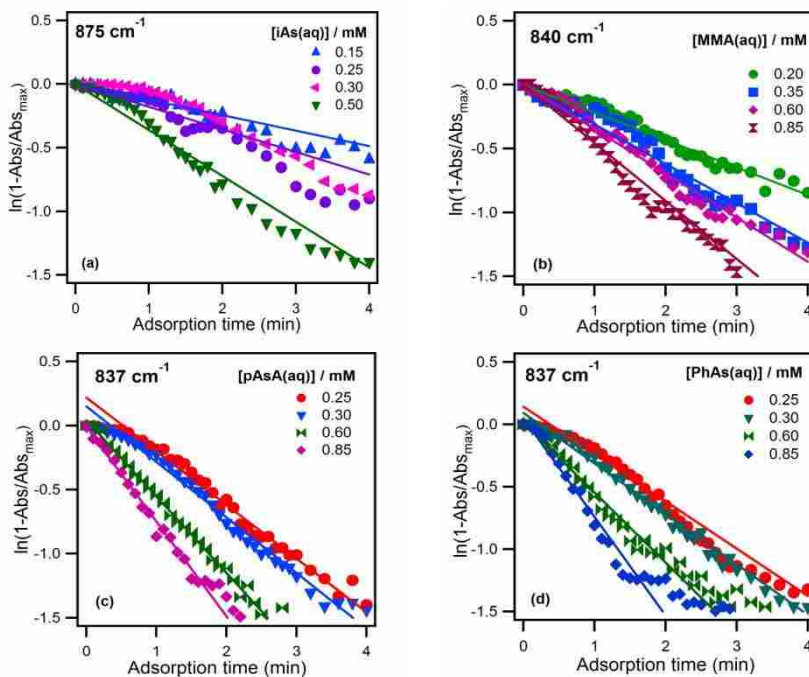 875 cm⁻¹
[iAs(aq)] / mM
0.15
0.25
0.30
0.50
ln(1-Abs/Abs_max)
0.5
0.0
-0.5
-1.0
-1.5
(a)
0 1 2 3 4
Adsorption time (min)
840 cm⁻¹
[MMA(aq)] / mM
0.20
0.35
0.60
0.85
ln(1-Abs/Abs_max)
0.5
0.0
-0.5
-1.0
-1.5
(b)
0 1 2 3 4
Adsorption time (min)
837 cm⁻¹
[pAsA(aq)] / mM
0.25
0.30
0.60
0.85
ln(1-Abs/Abs_max)
0.5
0.0
-0.5
-1.0
-1.5
(c)
0 1 2 3 4
Adsorption time (min)
837 cm⁻¹
[PhAs(aq)] / mM
0.25
0.30
0.60
0.85
ln(1-Abs/Abs_max)
0.5
0.0
-0.5
-1.0
-1.5
(d)
0 1 2 3 4
Adsorption time (min)